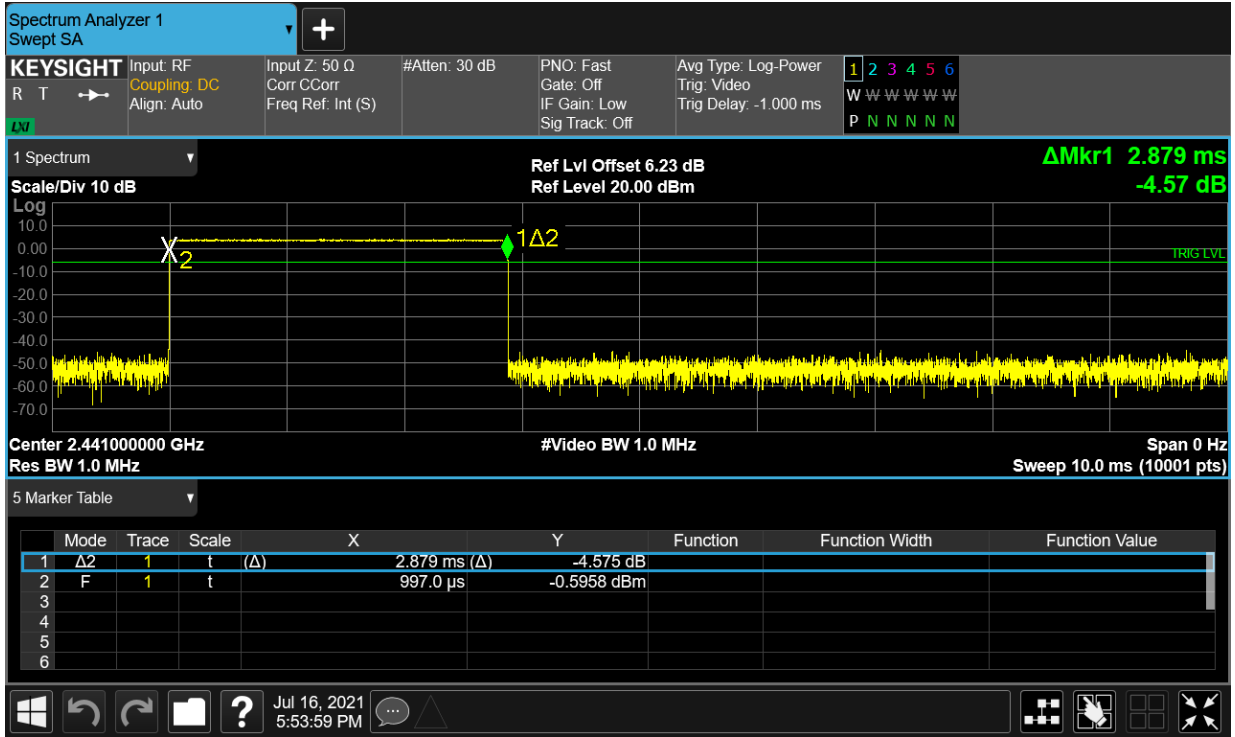 Spectrum Analyzer 1
Swept SA
KEYSIGHT
R T
LXI
Input: RF
Coupling: DC
Align: Auto
Input Z: 50 Ω
Corr CCorr
Freq Ref: Int (S)
#Atten: 30 dB
PNO: Fast
Gate: Off
IF Gain: Low
Sig Track: Off
Avg Type: Log-Power
Trig: Video
Trig Delay: -1.000 ms
1 2 3 4 5 6
W W W W W W
P N N N N N
1 Spectrum
Scale/Div 10 dB
Ref Lvl Offset 6.23 dB
Ref Level 20.00 dBm
ΔMkr1 2.879 ms
-4.57 dB
Log
10.0
0.00
-10.0
-20.0
-30.0
-40.0
-50.0
-60.0
-70.0
2
1Δ2
TRIG LVL
Center 2.441000000 GHz
Res BW 1.0 MHz
#Video BW 1.0 MHz
Span 0 Hz
Sweep 10.0 ms (10001 pts)
5 Marker Table
Mode Trace Scale X Y Function Function Width Function Value
1 Δ2 1 t (Δ) 2.879 ms (Δ) -4.575 dB
2 F 1 t 997.0 μs -0.5958 dBm
3
4
5
6
?
Jul 16, 2021
5:53:59 PM